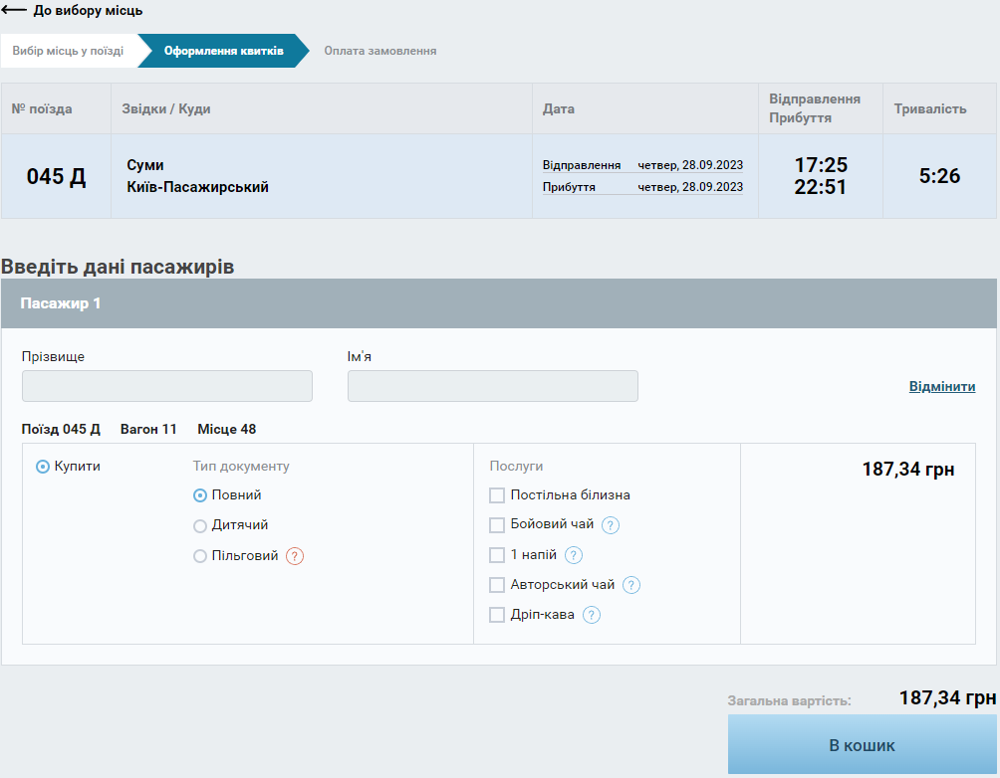 До вибору місць
Вибір місць у поїзді Оформлення квитків Оплата замовлення
№ поїзда Звідки / Куди Дата Відправлення Прибуття Тривалість
045 Д
Суми
Київ-Пасажирський
Відправлення четвер, 28.09.2023
Прибуття четвер, 28.09.2023
17:25
22:51
5:26
Введіть дані пасажирів
Пасажир 1
Прізвище Ім'я
Відмінити
Поїзд 045 Д Вагон 11 Місце 48
Купити
Тип документу
Повний
Дитячий
Пільговий ?
Послуги
Постільна білизна
Бойовий чай ?
1 напій ?
Авторський чай ?
Дріп-кава ?
187,34 грн
Загальна вартість: 187,34 грн
В кошик